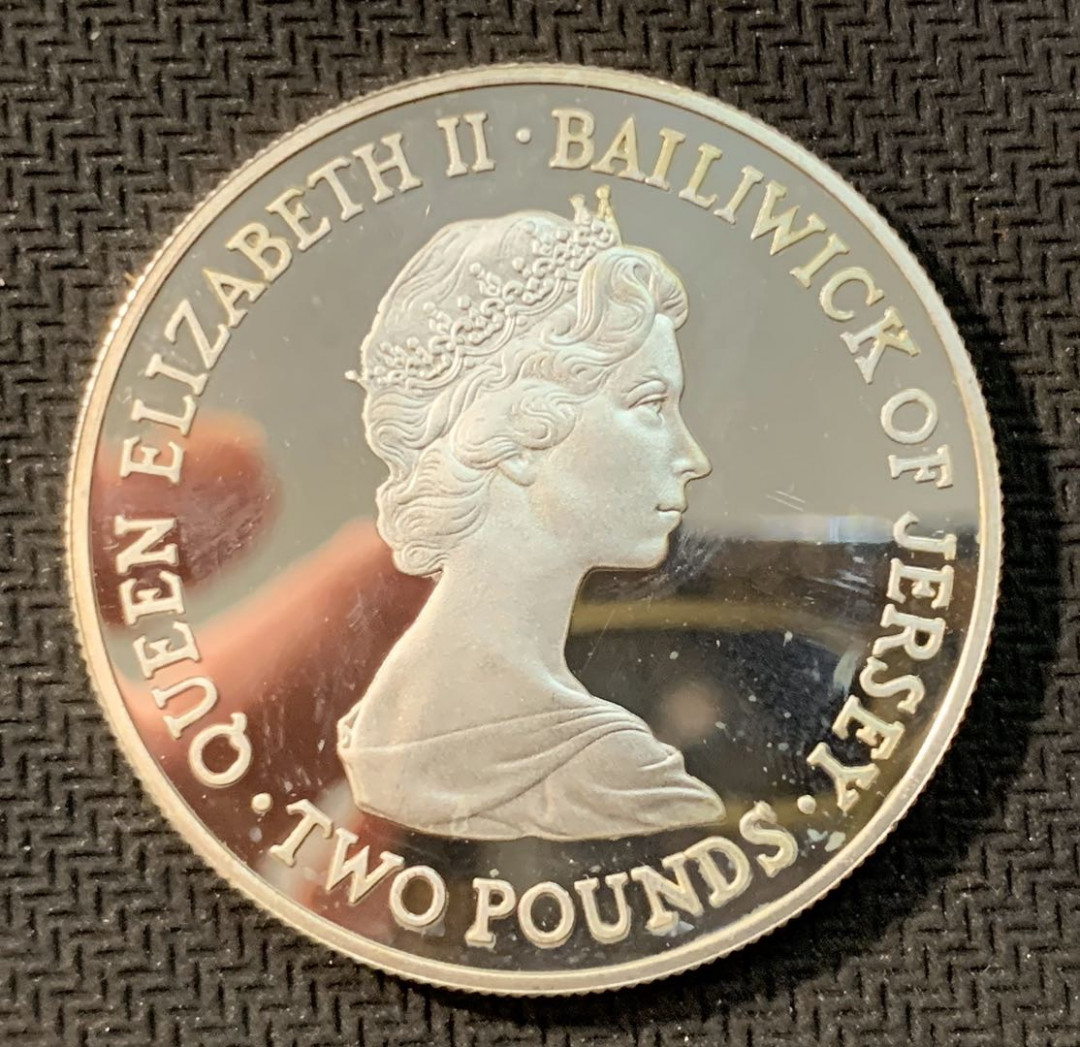 QUEEN ELIZABETH II · BAILIWICK OF JERSEY
· TWO POUNDS ·